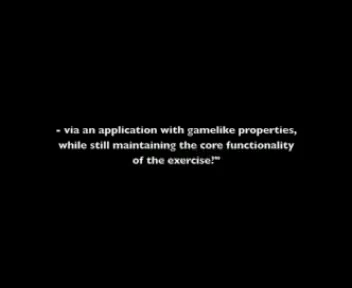 - via an application with gamelike properties,
while still maintaining the core functionality
of the exercise!"